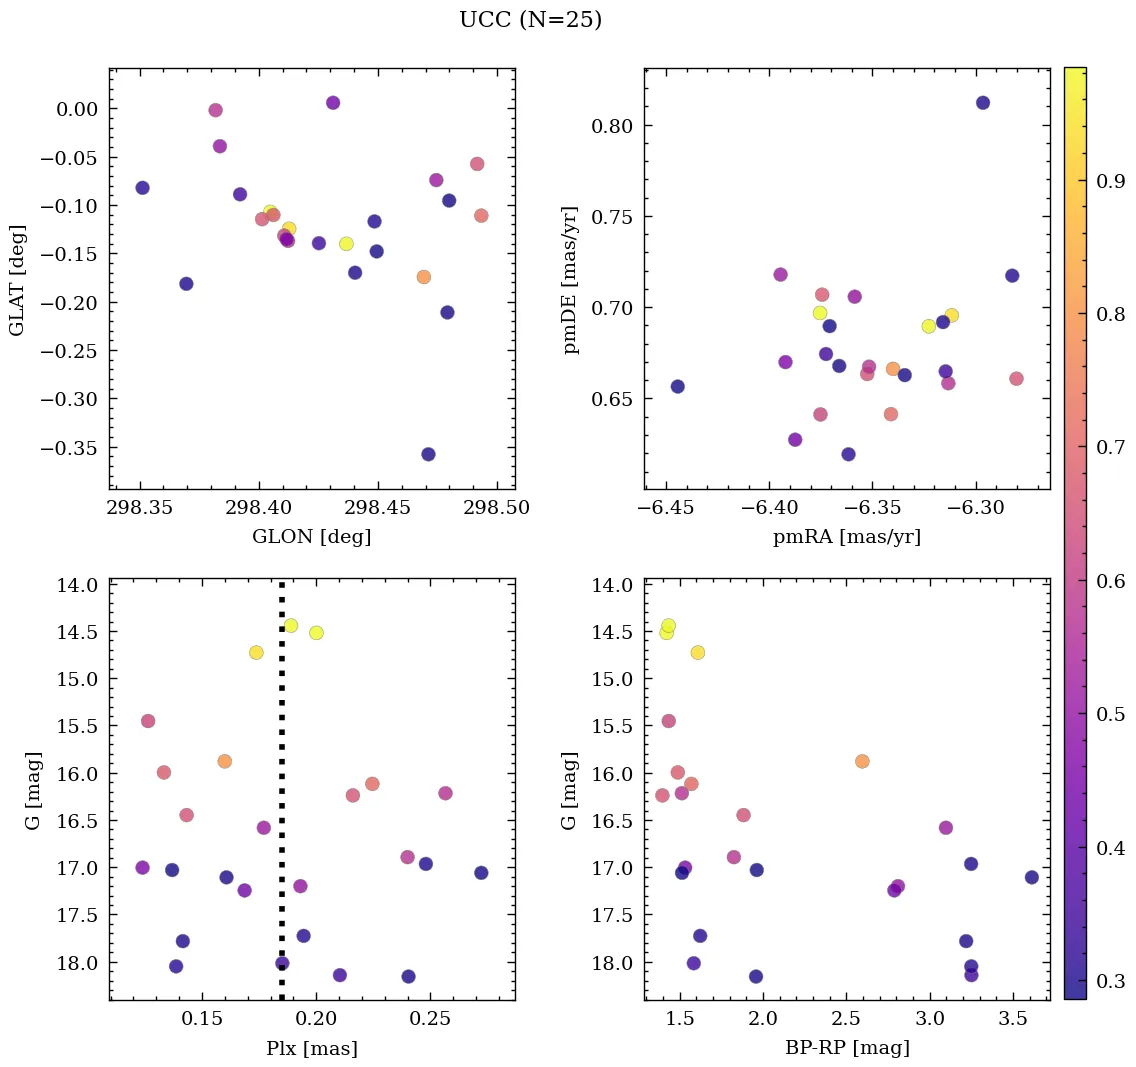 UCC (N=25)
0.00
−0.05
−0.10
−0.15
−0.20
−0.25
−0.30
−0.35
GLAT [deg]
298.35 298.40 298.45 298.50
GLON [deg]
0.80
0.75
0.70
0.65
pmDE [mas/yr]
−6.45 −6.40 −6.35 −6.30
pmRA [mas/yr]
14.0
14.5
15.0
15.5
16.0
16.5
17.0
17.5
18.0
G [mag]
0.15 0.20 0.25
Plx [mas]
14.0
14.5
15.0
15.5
16.0
16.5
17.0
17.5
18.0
G [mag]
1.5 2.0 2.5 3.0 3.5
BP-RP [mag]
0.9
0.8
0.7
0.6
0.5
0.4
0.3